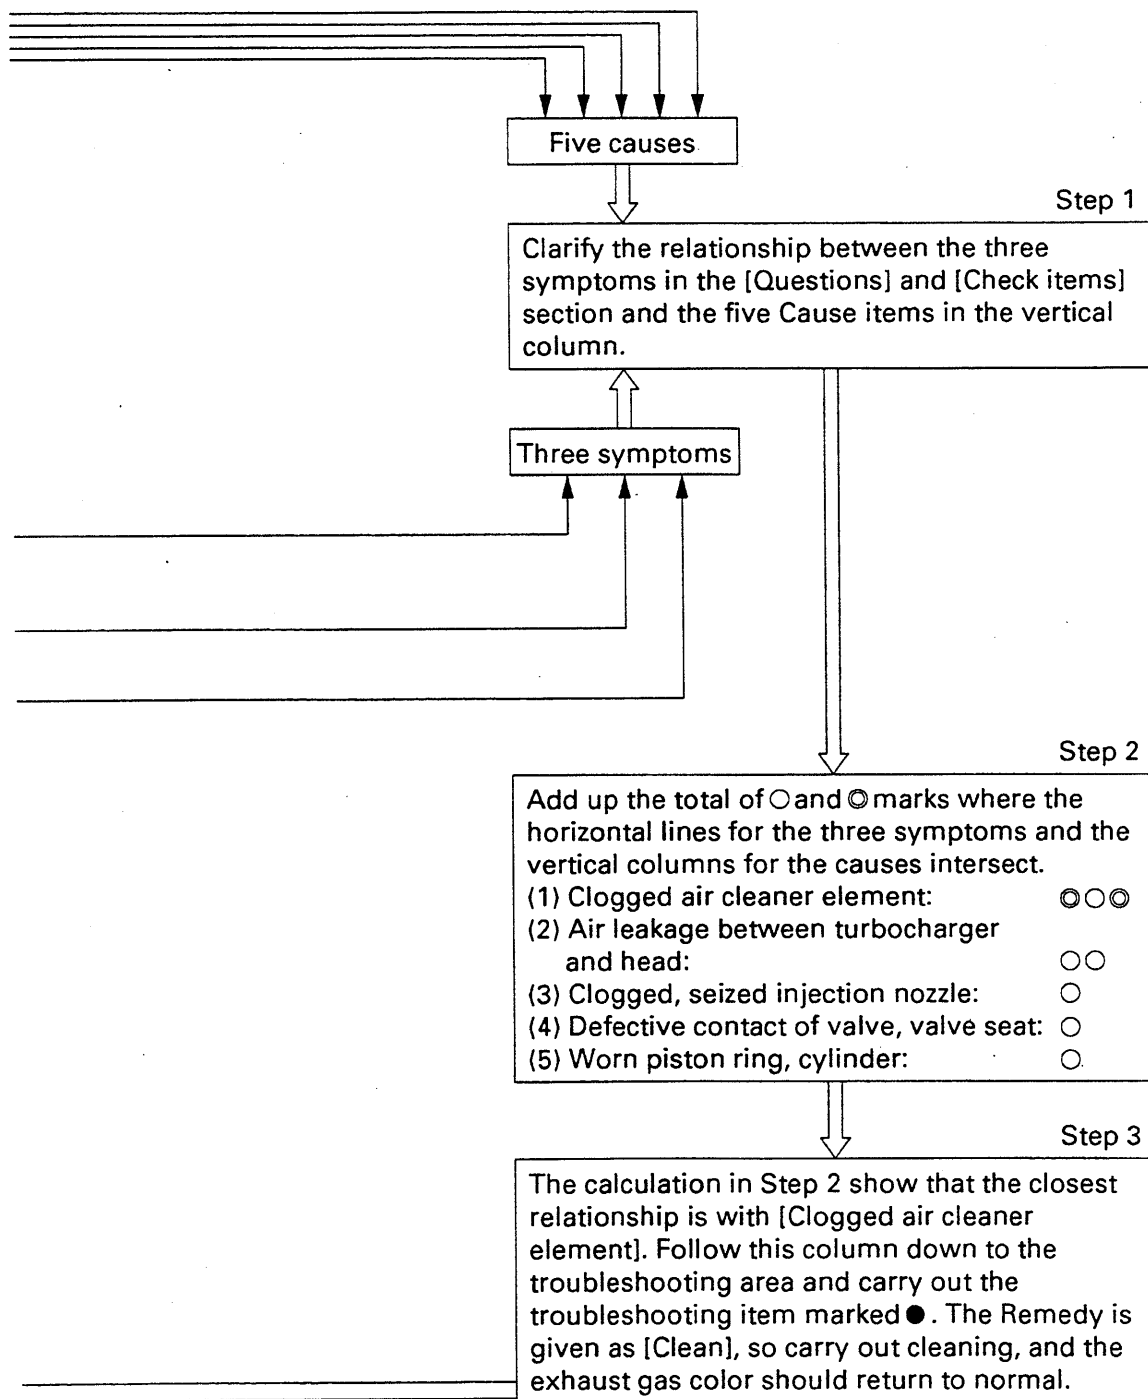 Five causes
Step 1
Clarify the relationship between the three
symptoms in the [Questions] and [Check items]
section and the five Cause items in the vertical
column.
Three symptoms
Step 2
Add up the total of ○and ◎ marks where the
horizontal lines for the three symptoms and the
vertical columns for the causes intersect.
(1) Clogged air cleaner element: ◎○◎
(2) Air leakage between turbocharger
and head: ○○
(3) Clogged, seized injection nozzle: ○
(4) Defective contact of valve, valve seat: ○
(5) Worn piston ring, cylinder: ○
Step 3
The calculation in Step 2 show that the closest
relationship is with [Clogged air cleaner
element]. Follow this column down to the
troubleshooting area and carry out the
troubleshooting item marked ●. The Remedy is
given as [Clean], so carry out cleaning, and the
exhaust gas color should return to normal.